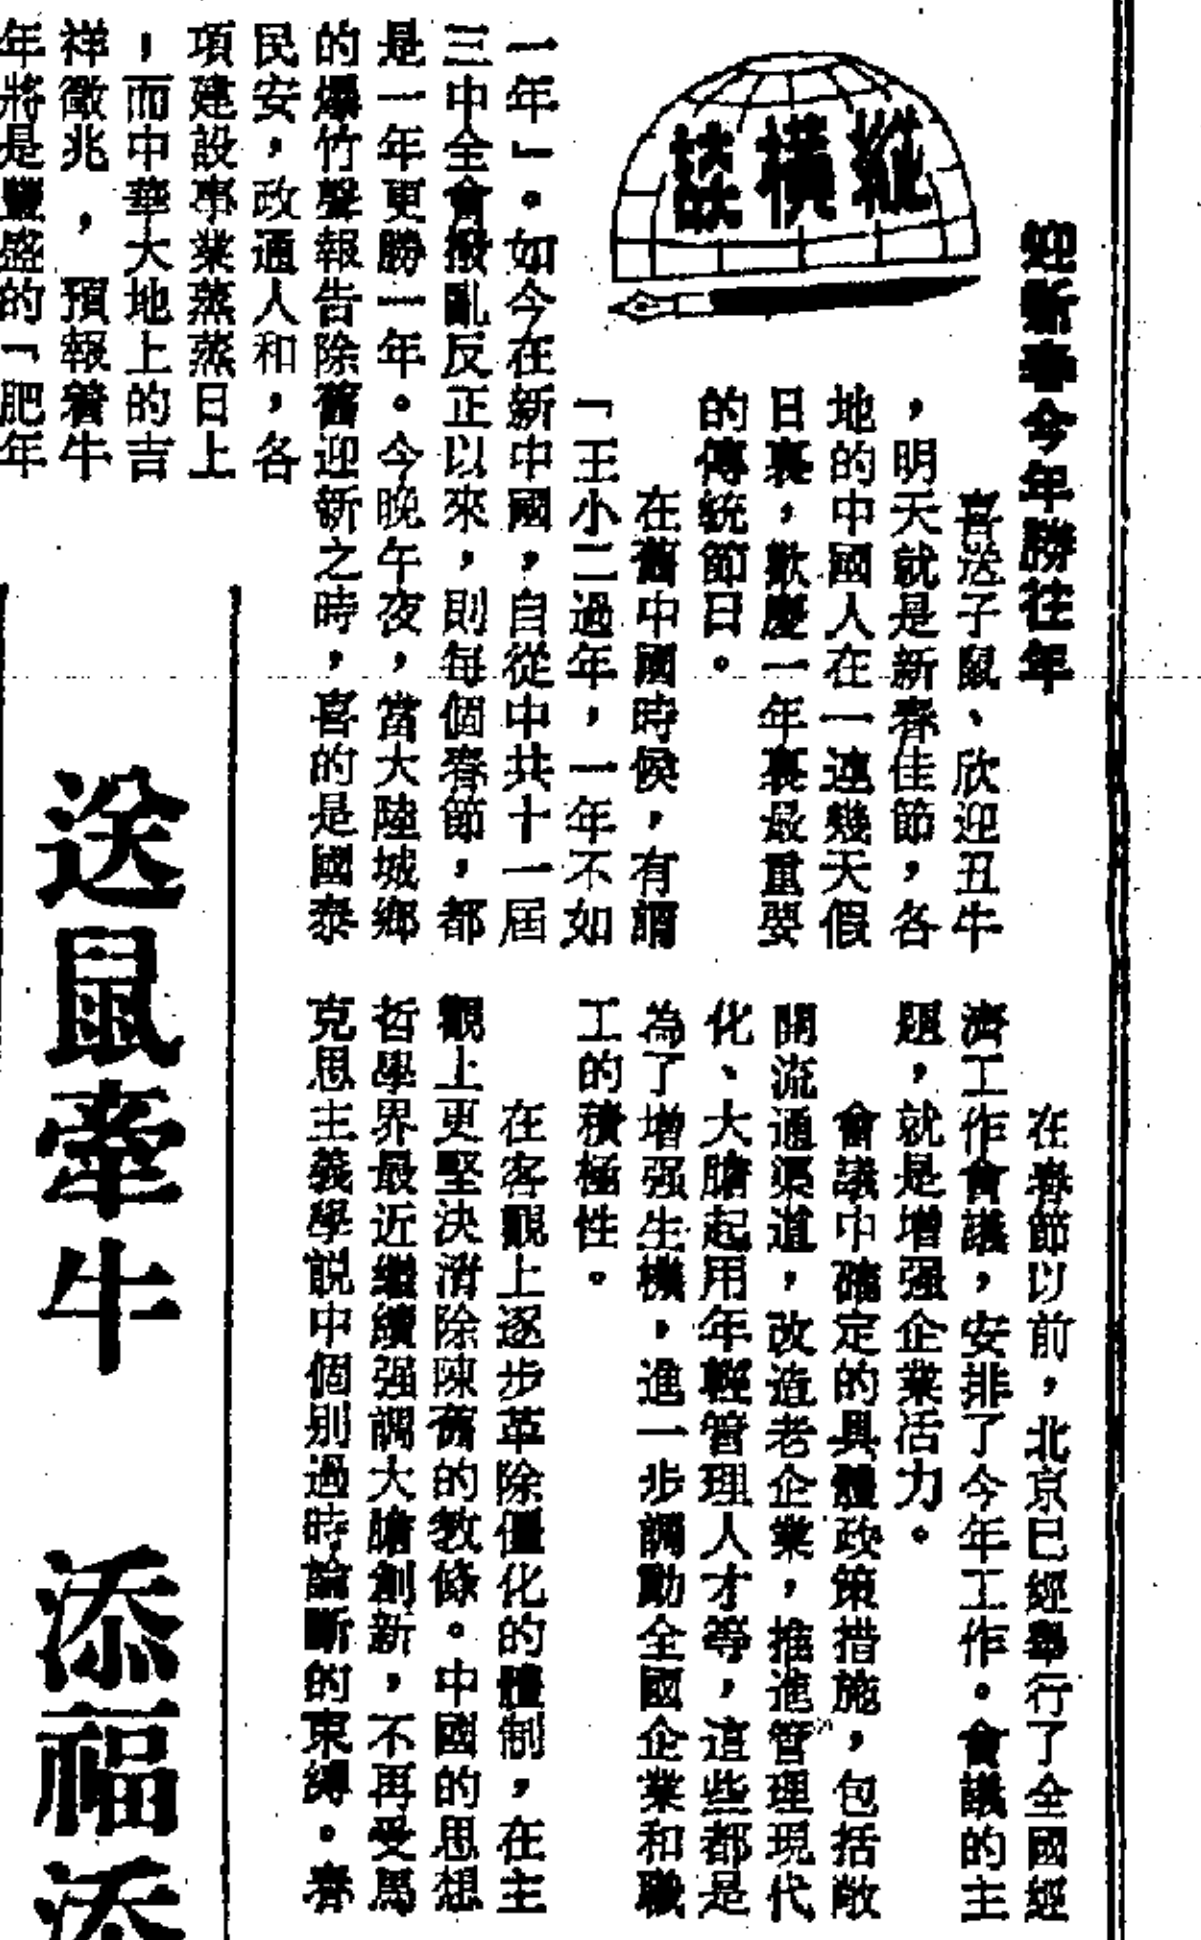 縱橫談
迎新春今年勝往年
喜送子鼠、欣迎丑牛
，明天就是新春佳節，各
地的中國人在一連幾天假
日裏，歡慶一年裏最重要
的傳統節日。
在舊中國時候，有謂
「王小二過年，一年不如
一年」。如今在新中國，自從中共十一屆
三中全會撥亂反正以來，則每個春節，都
是一年更勝一年。今晚午夜，當大陸城鄉
的爆竹聲報告除舊迎新之時，喜的是國泰
民安，政通人和，各
項建設事業蒸蒸日上
，而中華大地上的吉
祥徵兆，預報着牛
年將是豐盛的「肥年
在春節以前，北京已經舉行了全國經
濟工作會議，安排了今年工作。會議的主
題，就是增强企業活力。
會議中確定的具體政策措施，包括敞
開流通渠道，改造老企業，推進管理現代
化、大膽起用年輕管理人才等，這些都是
為了增强生機，進一步調動全國企業和職
工的積極性。
在客觀上逐步革除僵化的體制，在主
觀上更堅決清除陳舊的教條。中國的思想
哲學界最近繼續强調大膽創新，不再受馬
克思主義學説中個別過時論斷的束縛。春
送鼠牽牛　添福添